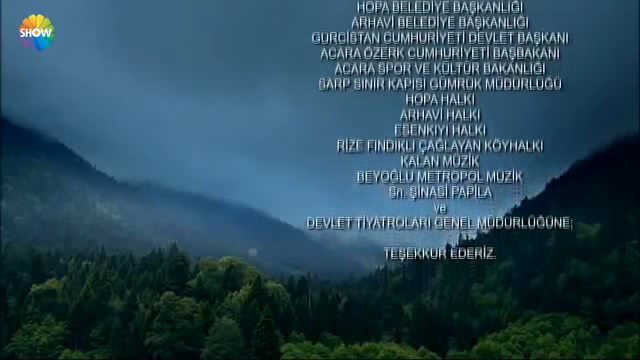 SHOW
HOPA BELEDİYE BAŞKANLIĞI
ARHAVİ BELEDİYE BAŞKANLIĞI
GÜRCİSTAN CUMHURİYETİ DEVLET BAŞKANI
ACARA ÖZERK CUMHURİYETİ BAŞBAKANI
ACARA SPOR VE KÜLTÜR BAKANLIĞI
SARP SINIR KAPISI GÜMRÜK MÜDÜRLÜĞÜ
HOPA HALKI
ARHAVİ HALKI
ESENKIYI HALKI
RİZE FINDIKLI ÇAĞLAYAN KÖYHALKI
KALAN MÜZİK
BEYOĞLU METROPOL MÜZİK
Sn. ŞİNASİ PAPİLA
ve
DEVLET TİYATROLARI GENEL MÜDÜRLÜĞÜNE;
TEŞEKKÜR EDERİZ.